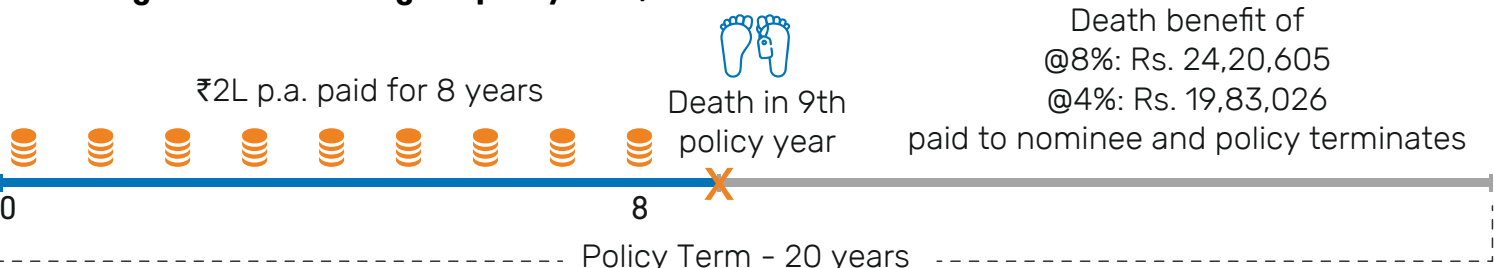 ₹2L p.a. paid for 8 years
Death in 9th
policy year
Death benefit of
@8%: Rs. 24,20,605
@4%: Rs. 19,83,026
paid to nominee and policy terminates
0
8
X
Policy Term - 20 years